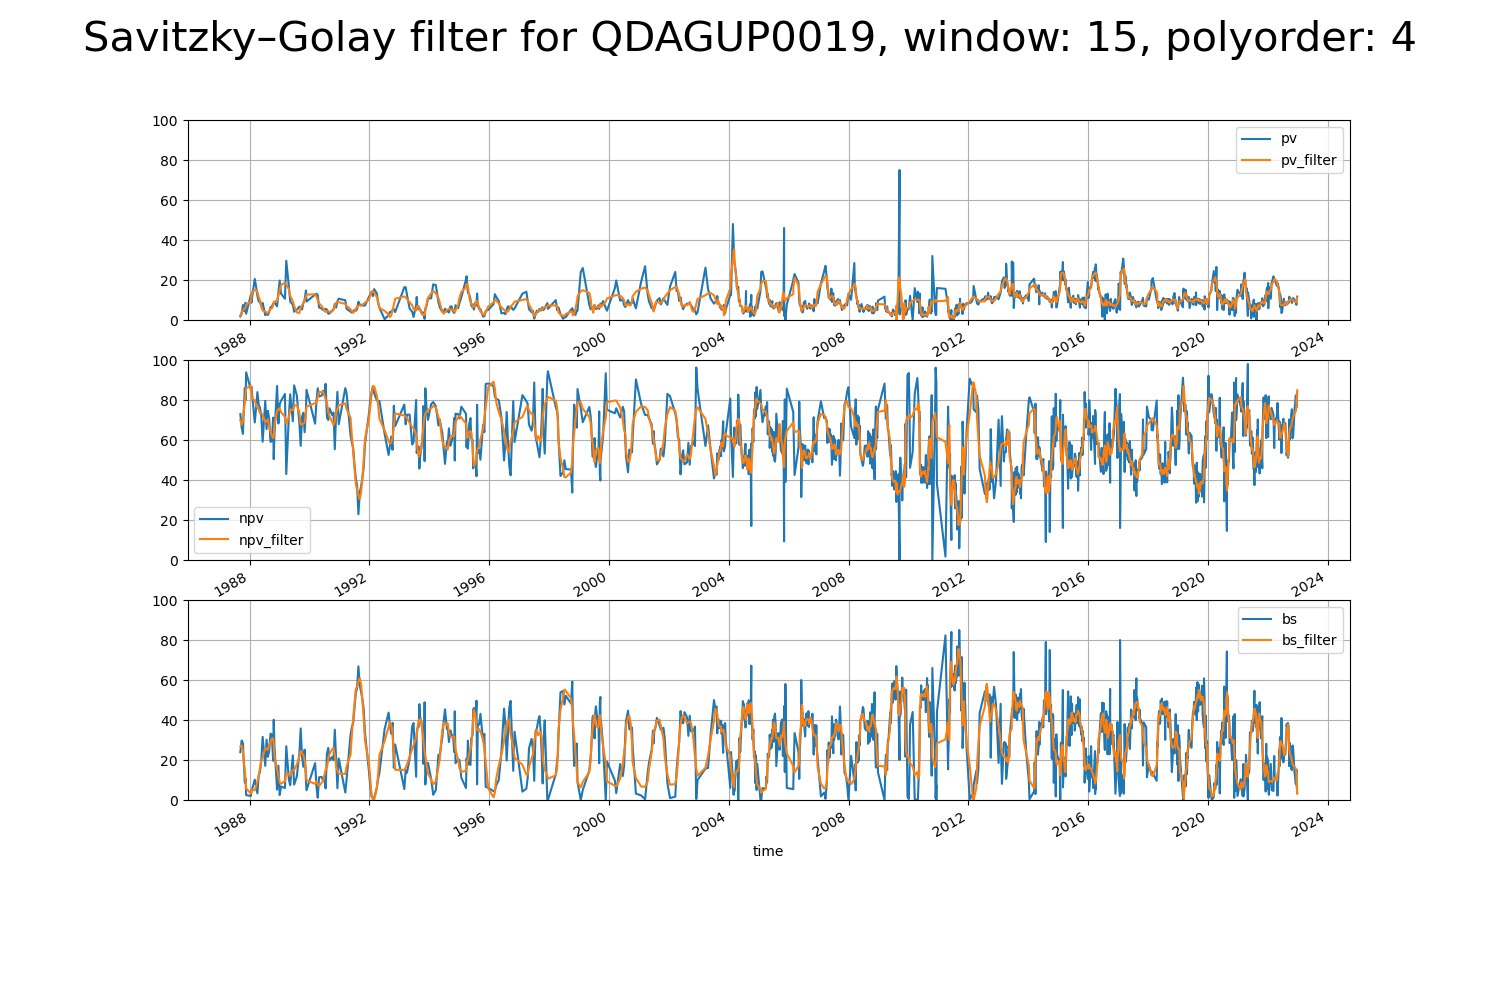 Savitzky–Golay filter for QDAGUP0019, window: 15, polyorder: 4
100
80
60
40
20
0
pv
pv_filter
1988 1992 1996 2000 2004 2008 2012 2016 2020 2024
100
80
60
40
20
0
npv
npv_filter
1988 1992 1996 2000 2004 2008 2012 2016 2020 2024
100
80
60
40
20
0
bs
bs_filter
1988 1992 1996 2000 2004 2008 2012 2016 2020 2024
time